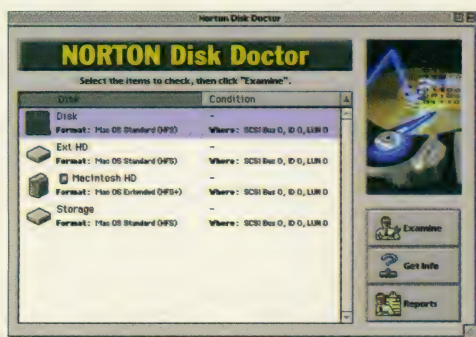 Norton Disk Doctor
NORTON Disk Doctor
Select the items to check, then click "Examine".
Disk Condition
Disk -
Format: Mac OS Standard (HFS) Where: SCSI Bus 0, ID 0, LUN 0
Ext HD -
Format: Mac OS Standard (HFS) Where: SCSI Bus 0, ID 0, LUN 0
Macintosh HD -
Format: Mac OS Extended (HFS+) Where: SCSI Bus 0, ID 0, LUN 0
Storage -
Format: Mac OS Standard (HFS) Where: SCSI Bus 0, ID 0, LUN 0
Examine
Get Info
Reports